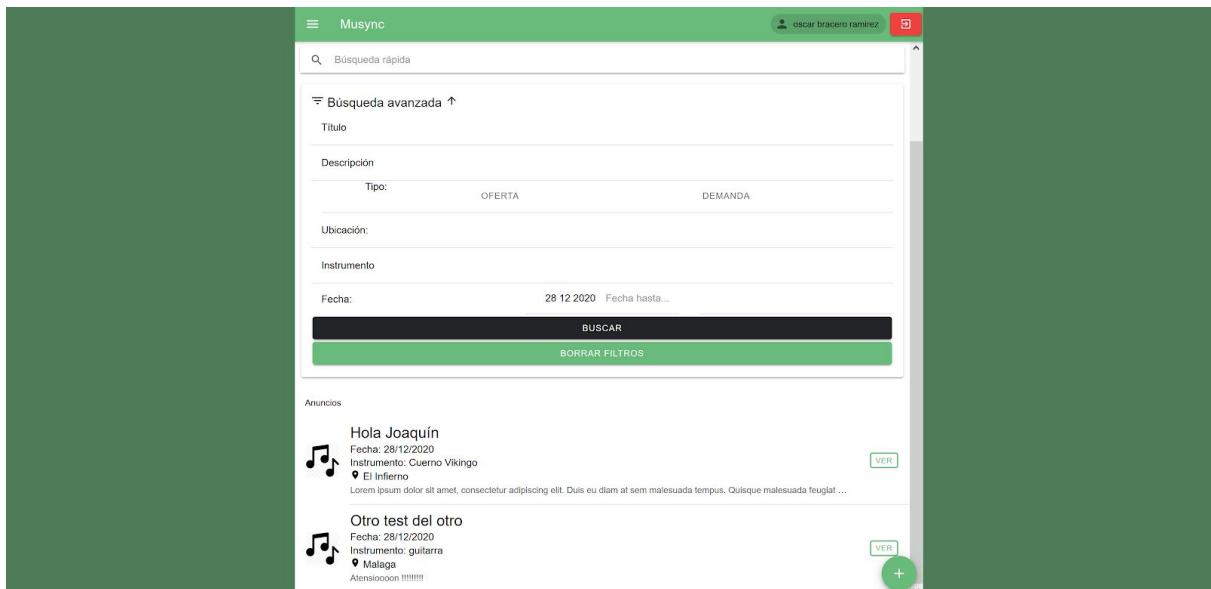 Musync
oscar bracero ramirez
Búsqueda rápida
Búsqueda avanzada
Título
Descripción
Tipo: OFERTA DEMANDA
Ubicación:
Instrumento
Fecha: 28 12 2020 Fecha hasta...
BUSCAR
BORRAR FILTROS
Anuncios
Hola Joaquín
Fecha: 28/12/2020
Instrumento: Cuerno Vikingo
VER
El Infierno
Lorem ipsum dolor sit amet, consectetur adipiscing elit. Duis eu diam at sem malesuada tempus. Quisque malesuada feugiat ...
Otro test del otro
Fecha: 28/12/2020
Instrumento: guitarra
VER
Malaga
Atensioooon !!!!!!!!!